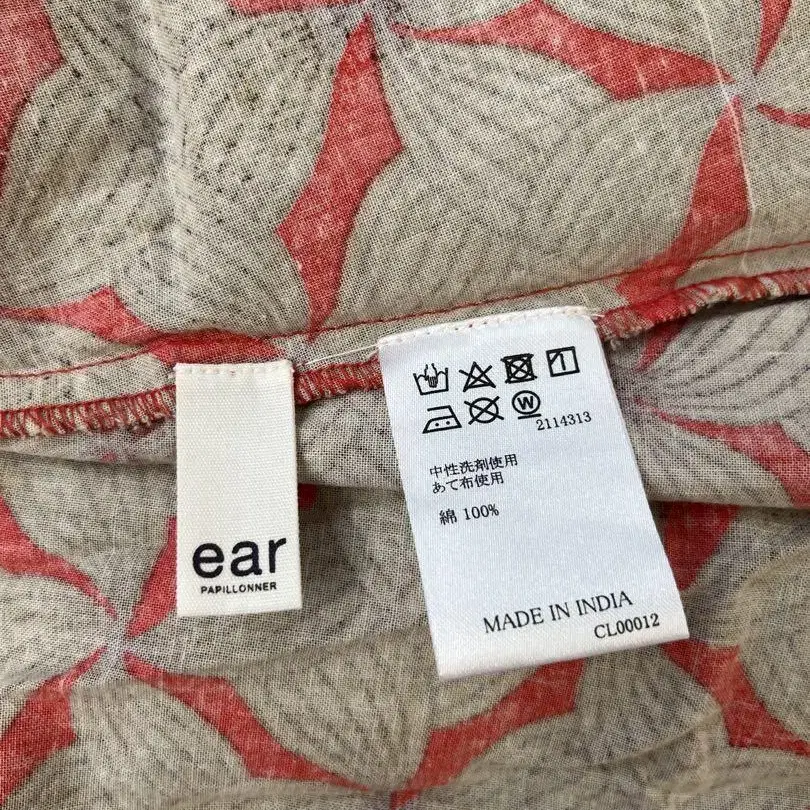 ear
PAPILLONNER
W
2114313
中性洗剤使用
あて布使用
綿 100%
MADE IN INDIA
CL00012